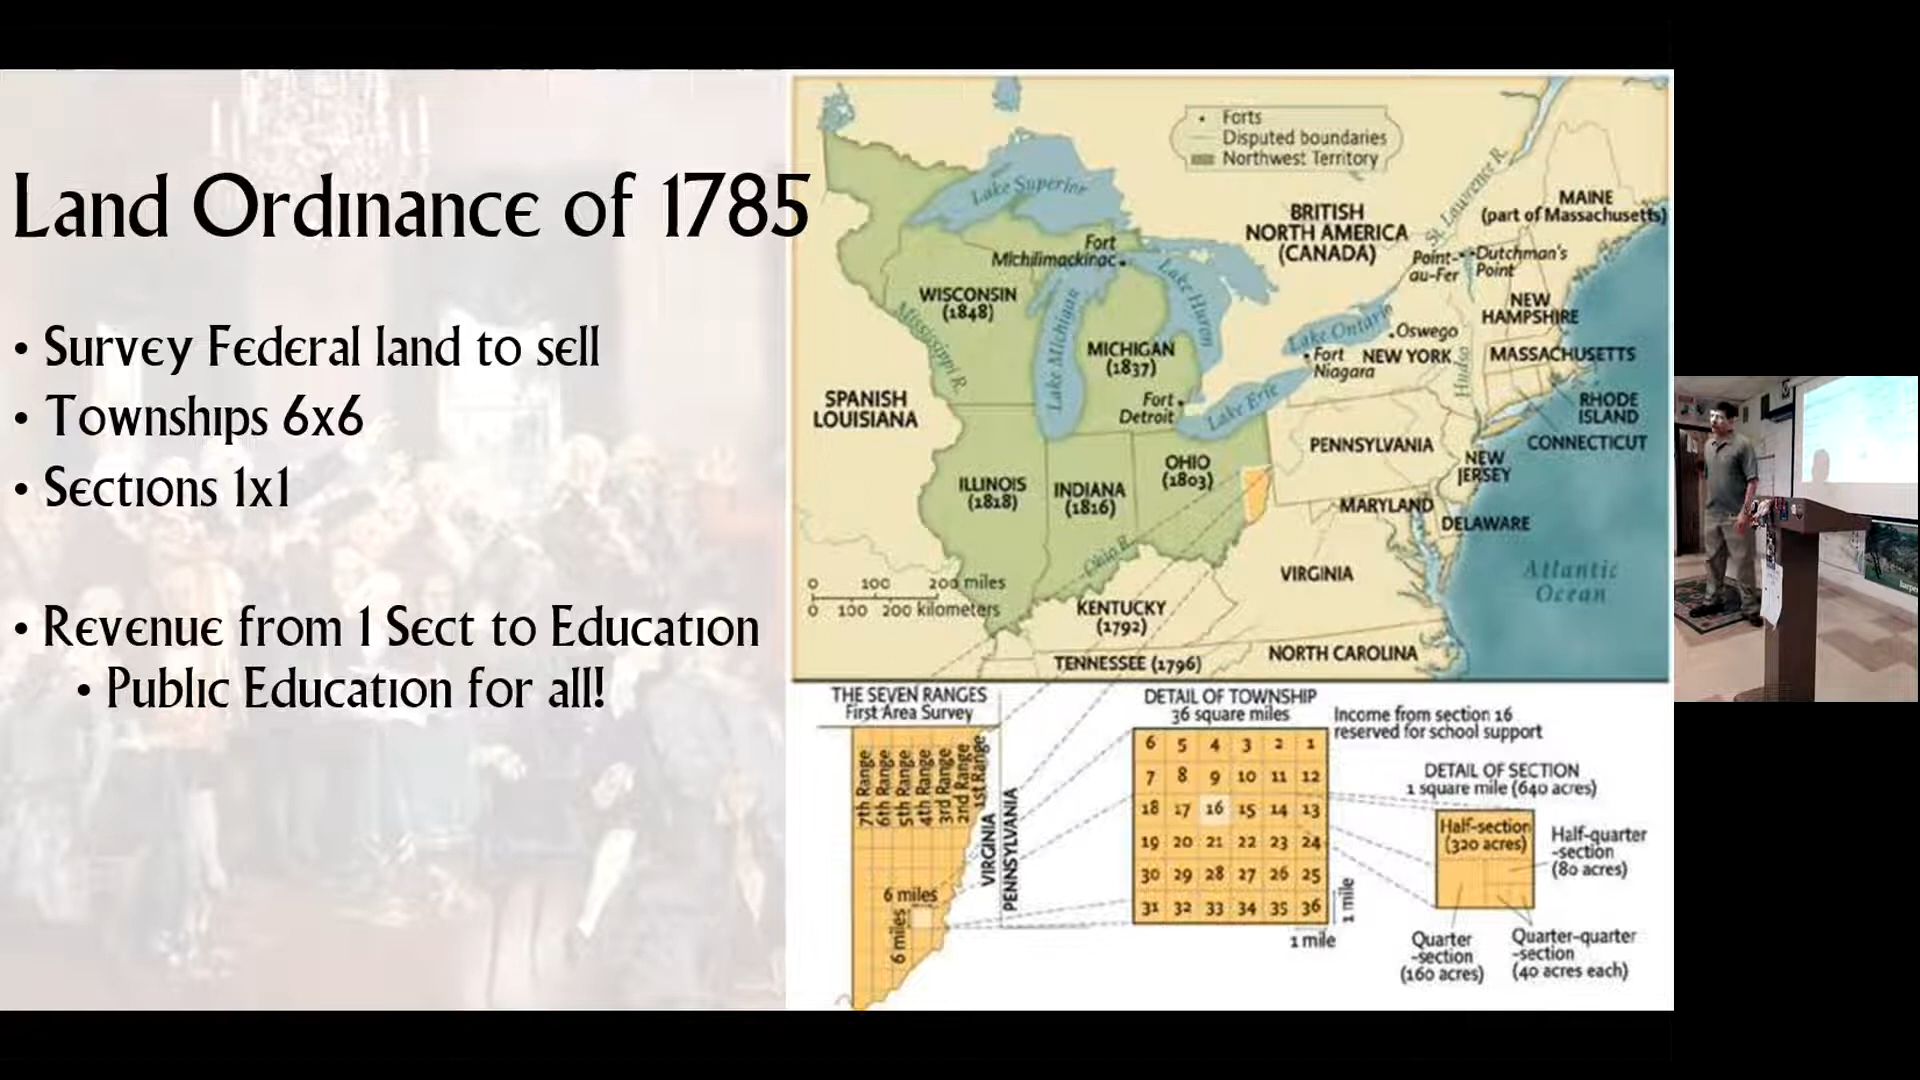 Land Ordinance of 1785
• Survey Federal land to sell
• Townships 6x6
• Sections 1x1
• Revenue from 1 Sect to Education
• Public Education for all!
Forts
Disputed boundaries
Northwest Territory
Lake Superior
St. Lawrence R.
MAINE
(part of Massachusetts)
BRITISH
NORTH AMERICA
(CANADA)
Fort
Michilimackinac
Point-
au-Fer
Dutchman's
Point
WISCONSIN
(1848)
Mississippi R.
Lake Michigan
Lake Huron
MICHIGAN
(1837)
Lake Ontario
Oswego
Fort
Niagara
NEW YORK
Hudso
NEW
HAMPSHIRE
MASSACHUSETTS
RHODE
ISLAND
CONNECTICUT
SPANISH
LOUISIANA
Fort
Detroit
Lake Erie
PENNSYLVANIA
NEW
JERSEY
ILLINOIS
(1818)
INDIANA
(1816)
OHIO
(1803)
MARYLAND
DELAWARE
Ohio R.
VIRGINIA
Atlantic
Ocean
0 100 200 miles
0 100 200 kilometers
KENTUCKY
(1792)
TENNESSEE (1796)
NORTH CAROLINA
THE SEVEN RANGES
First Area Survey
7th Range
6th Range
5th Range
4th Range
3rd Range
2nd Range
1st Range
VIRGINIA
PENNSYLVANIA
6 miles
6 miles
DETAIL OF TOWNSHIP
36 square miles
Income from section 16
reserved for school support
6 5 4 3 2 1
7 8 9 10 11 12
18 17 16 15 14 13
19 20 21 22 23 24
30 29 28 27 26 25
31 32 33 34 35 36
1 mile
1 mile
DETAIL OF SECTION
1 square mile (640 acres)
Half-section
(320 acres)
Half-quarter
-section
(80 acres)
Quarter
-section
(160 acres)
Quarter-quarter
-section
(40 acres each)